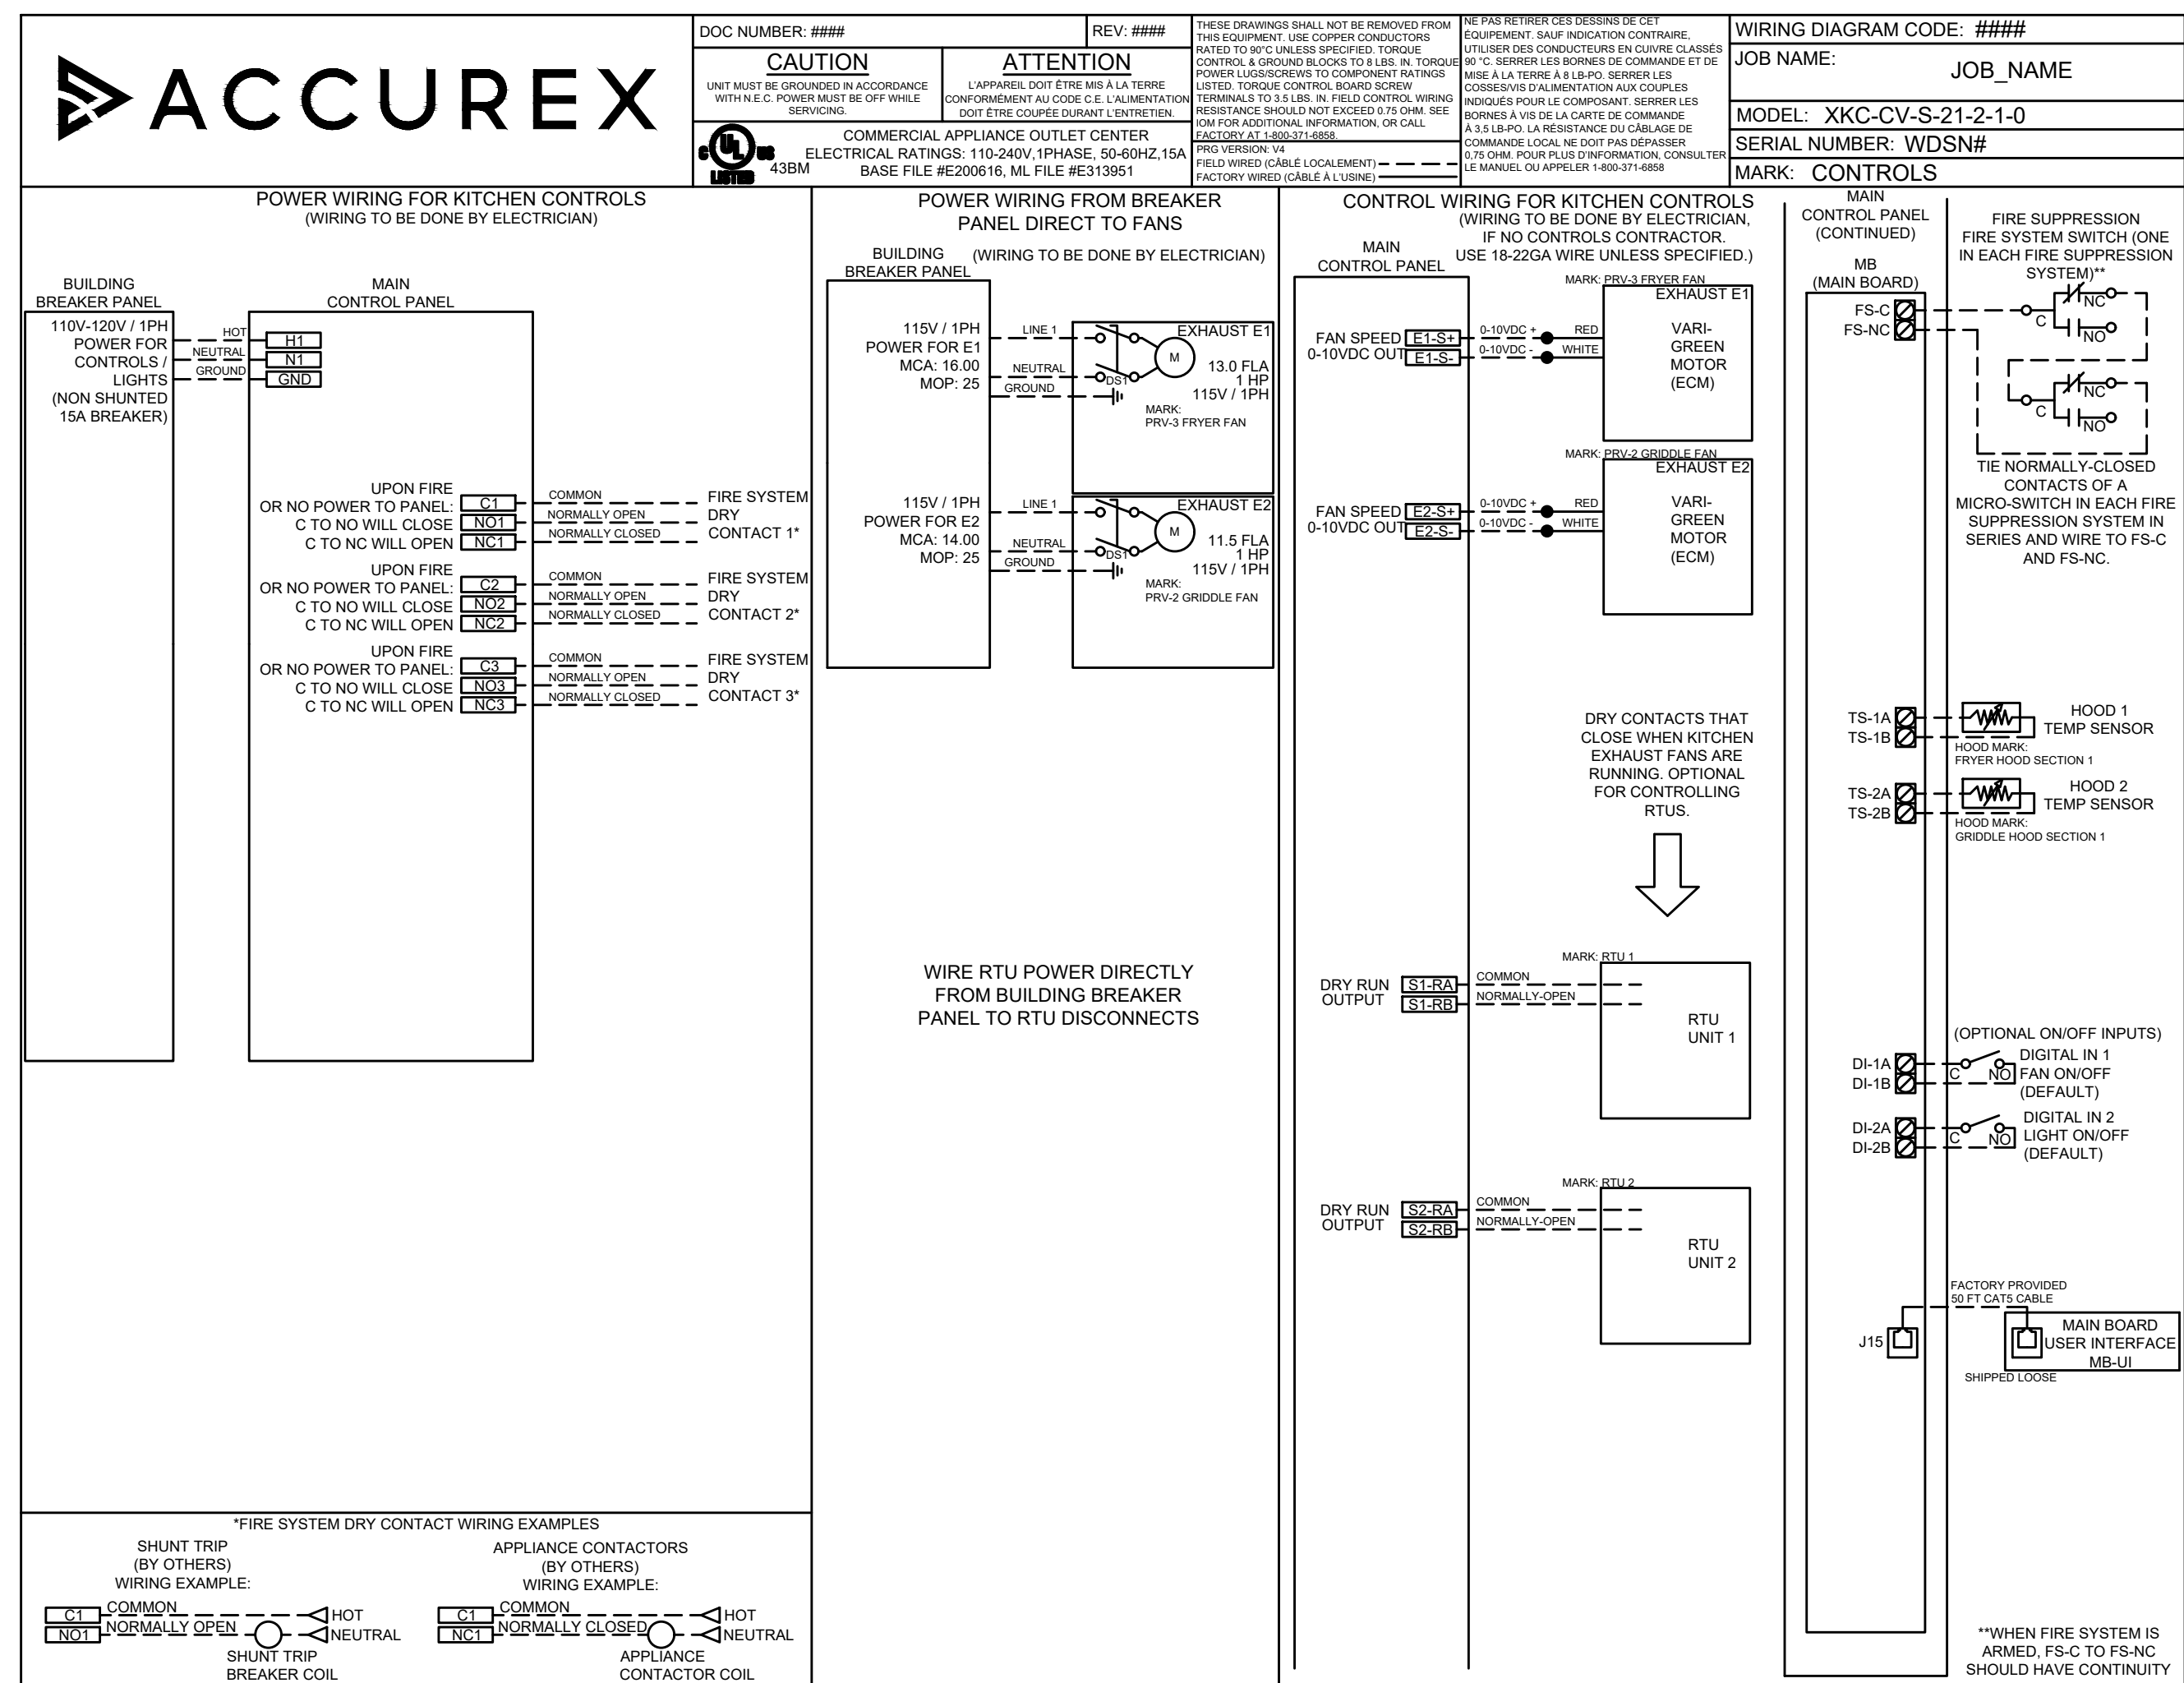 ACCUREX
DOC NUMBER: ####
REV: ####
CAUTION
UNIT MUST BE GROUNDED IN ACCORDANCE
WITH N.E.C. POWER MUST BE OFF WHILE
SERVICING.
ATTENTION
L'APPAREIL DOIT ÊTRE MIS À LA TERRE
CONFORMÉMENT AU CODE C.E. L'ALIMENTATION
DOIT ÊTRE COUPÉE DURANT L'ENTRETIEN.
C UL US
LISTED
43BM
COMMERCIAL APPLIANCE OUTLET CENTER
ELECTRICAL RATINGS: 110-240V,1PHASE, 50-60HZ,15A
BASE FILE #E200616, ML FILE #E313951
THESE DRAWINGS SHALL NOT BE REMOVED FROM
THIS EQUIPMENT. USE COPPER CONDUCTORS
RATED TO 90°C UNLESS SPECIFIED. TORQUE
CONTROL & GROUND BLOCKS TO 8 LBS. IN. TORQUE
POWER LUGS/SCREWS TO COMPONENT RATINGS
LISTED. TORQUE CONTROL BOARD SCREW
TERMINALS TO 3.5 LBS. IN. FIELD CONTROL WIRING
RESISTANCE SHOULD NOT EXCEED 0.75 OHM. SEE
IOM FOR ADDITIONAL INFORMATION, OR CALL
FACTORY AT 1-800-371-6858.
PRG VERSION: V4
FIELD WIRED (CÂBLÉ LOCALEMENT)
FACTORY WIRED (CÂBLÉ À L'USINE)
NE PAS RETIRER CES DESSINS DE CET
ÉQUIPEMENT. SAUF INDICATION CONTRAIRE,
UTILISER DES CONDUCTEURS EN CUIVRE CLASSÉS
90 °C. SERRER LES BORNES DE COMMANDE ET DE
MISE À LA TERRE À 8 LB-PO. SERRER LES
COSSES/VIS D'ALIMENTATION AUX COUPLES
INDIQUÉS POUR LE COMPOSANT. SERRER LES
BORNES À VIS DE LA CARTE DE COMMANDE
À 3,5 LB-PO. LA RÉSISTANCE DU CÂBLAGE DE
COMMANDE LOCAL NE DOIT PAS DÉPASSER
0,75 OHM. POUR PLUS D'INFORMATION, CONSULTER
LE MANUEL OU APPELER 1-800-371-6858
WIRING DIAGRAM CODE: ####
JOB NAME:
JOB_NAME
MODEL: XKC-CV-S-21-2-1-0
SERIAL NUMBER: WDSN#
MARK: CONTROLS
POWER WIRING FOR KITCHEN CONTROLS
(WIRING TO BE DONE BY ELECTRICIAN)
BUILDING
BREAKER PANEL
110V-120V / 1PH
POWER FOR
CONTROLS /
LIGHTS
(NON SHUNTED
15A BREAKER)
HOT
NEUTRAL
GROUND
MAIN
CONTROL PANEL
H1
N1
GND
UPON FIRE
OR NO POWER TO PANEL:
C TO NO WILL CLOSE
C TO NC WILL OPEN
C1
NO1
NC1
COMMON
NORMALLY OPEN
NORMALLY CLOSED
FIRE SYSTEM
DRY
CONTACT 1*
UPON FIRE
OR NO POWER TO PANEL:
C TO NO WILL CLOSE
C TO NC WILL OPEN
C2
NO2
NC2
COMMON
NORMALLY OPEN
NORMALLY CLOSED
FIRE SYSTEM
DRY
CONTACT 2*
UPON FIRE
OR NO POWER TO PANEL:
C TO NO WILL CLOSE
C TO NC WILL OPEN
C3
NO3
NC3
COMMON
NORMALLY OPEN
NORMALLY CLOSED
FIRE SYSTEM
DRY
CONTACT 3*
*FIRE SYSTEM DRY CONTACT WIRING EXAMPLES
SHUNT TRIP
(BY OTHERS)
WIRING EXAMPLE:
C1
NO1
COMMON
NORMALLY OPEN
HOT
NEUTRAL
SHUNT TRIP
BREAKER COIL
APPLIANCE CONTACTORS
(BY OTHERS)
WIRING EXAMPLE:
C1
NC1
COMMON
NORMALLY CLOSED
HOT
NEUTRAL
APPLIANCE
CONTACTOR COIL
POWER WIRING FROM BREAKER
PANEL DIRECT TO FANS
(WIRING TO BE DONE BY ELECTRICIAN)
BUILDING
BREAKER PANEL
115V / 1PH
POWER FOR E1
MCA: 16.00
MOP: 25
LINE 1
NEUTRAL
GROUND
DS1
M
EXHAUST E1
13.0 FLA
1 HP
115V / 1PH
MARK:
PRV-3 FRYER FAN
115V / 1PH
POWER FOR E2
MCA: 14.00
MOP: 25
LINE 1
NEUTRAL
GROUND
DS1
M
EXHAUST E2
11.5 FLA
1 HP
115V / 1PH
MARK:
PRV-2 GRIDDLE FAN
WIRE RTU POWER DIRECTLY
FROM BUILDING BREAKER
PANEL TO RTU DISCONNECTS
CONTROL WIRING FOR KITCHEN CONTROLS
(WIRING TO BE DONE BY ELECTRICIAN,
IF NO CONTROLS CONTRACTOR.
USE 18-22GA WIRE UNLESS SPECIFIED.)
MAIN
CONTROL PANEL
MARK: PRV-3 FRYER FAN
EXHAUST E1
FAN SPEED
0-10VDC OUT
E1-S+
E1-S-
0-10VDC +
0-10VDC -
RED
WHITE
VARI-
GREEN
MOTOR
(ECM)
MARK: PRV-2 GRIDDLE FAN
EXHAUST E2
FAN SPEED
0-10VDC OUT
E2-S+
E2-S-
0-10VDC +
0-10VDC -
RED
WHITE
VARI-
GREEN
MOTOR
(ECM)
DRY CONTACTS THAT
CLOSE WHEN KITCHEN
EXHAUST FANS ARE
RUNNING. OPTIONAL
FOR CONTROLLING
RTUS.
MARK: RTU 1
DRY RUN
OUTPUT
S1-RA
S1-RB
COMMON
NORMALLY-OPEN
RTU
UNIT 1
MARK: RTU 2
DRY RUN
OUTPUT
S2-RA
S2-RB
COMMON
NORMALLY-OPEN
RTU
UNIT 2
MAIN
CONTROL PANEL
(CONTINUED)
MB
(MAIN BOARD)
FIRE SUPPRESSION
FIRE SYSTEM SWITCH (ONE
IN EACH FIRE SUPPRESSION
SYSTEM)**
FS-C
FS-NC
C
NC
NO
C
NC
NO
TIE NORMALLY-CLOSED
CONTACTS OF A
MICRO-SWITCH IN EACH FIRE
SUPPRESSION SYSTEM IN
SERIES AND WIRE TO FS-C
AND FS-NC.
TS-1A
TS-1B
HOOD 1
TEMP SENSOR
HOOD MARK:
FRYER HOOD SECTION 1
TS-2A
TS-2B
HOOD 2
TEMP SENSOR
HOOD MARK:
GRIDDLE HOOD SECTION 1
(OPTIONAL ON/OFF INPUTS)
DI-1A
DI-1B
C
NO
DIGITAL IN 1
FAN ON/OFF
(DEFAULT)
DI-2A
DI-2B
C
NO
DIGITAL IN 2
LIGHT ON/OFF
(DEFAULT)
FACTORY PROVIDED
50 FT CAT5 CABLE
J15
MAIN BOARD
USER INTERFACE
MB-UI
SHIPPED LOOSE
**WHEN FIRE SYSTEM IS
ARMED, FS-C TO FS-NC
SHOULD HAVE CONTINUITY